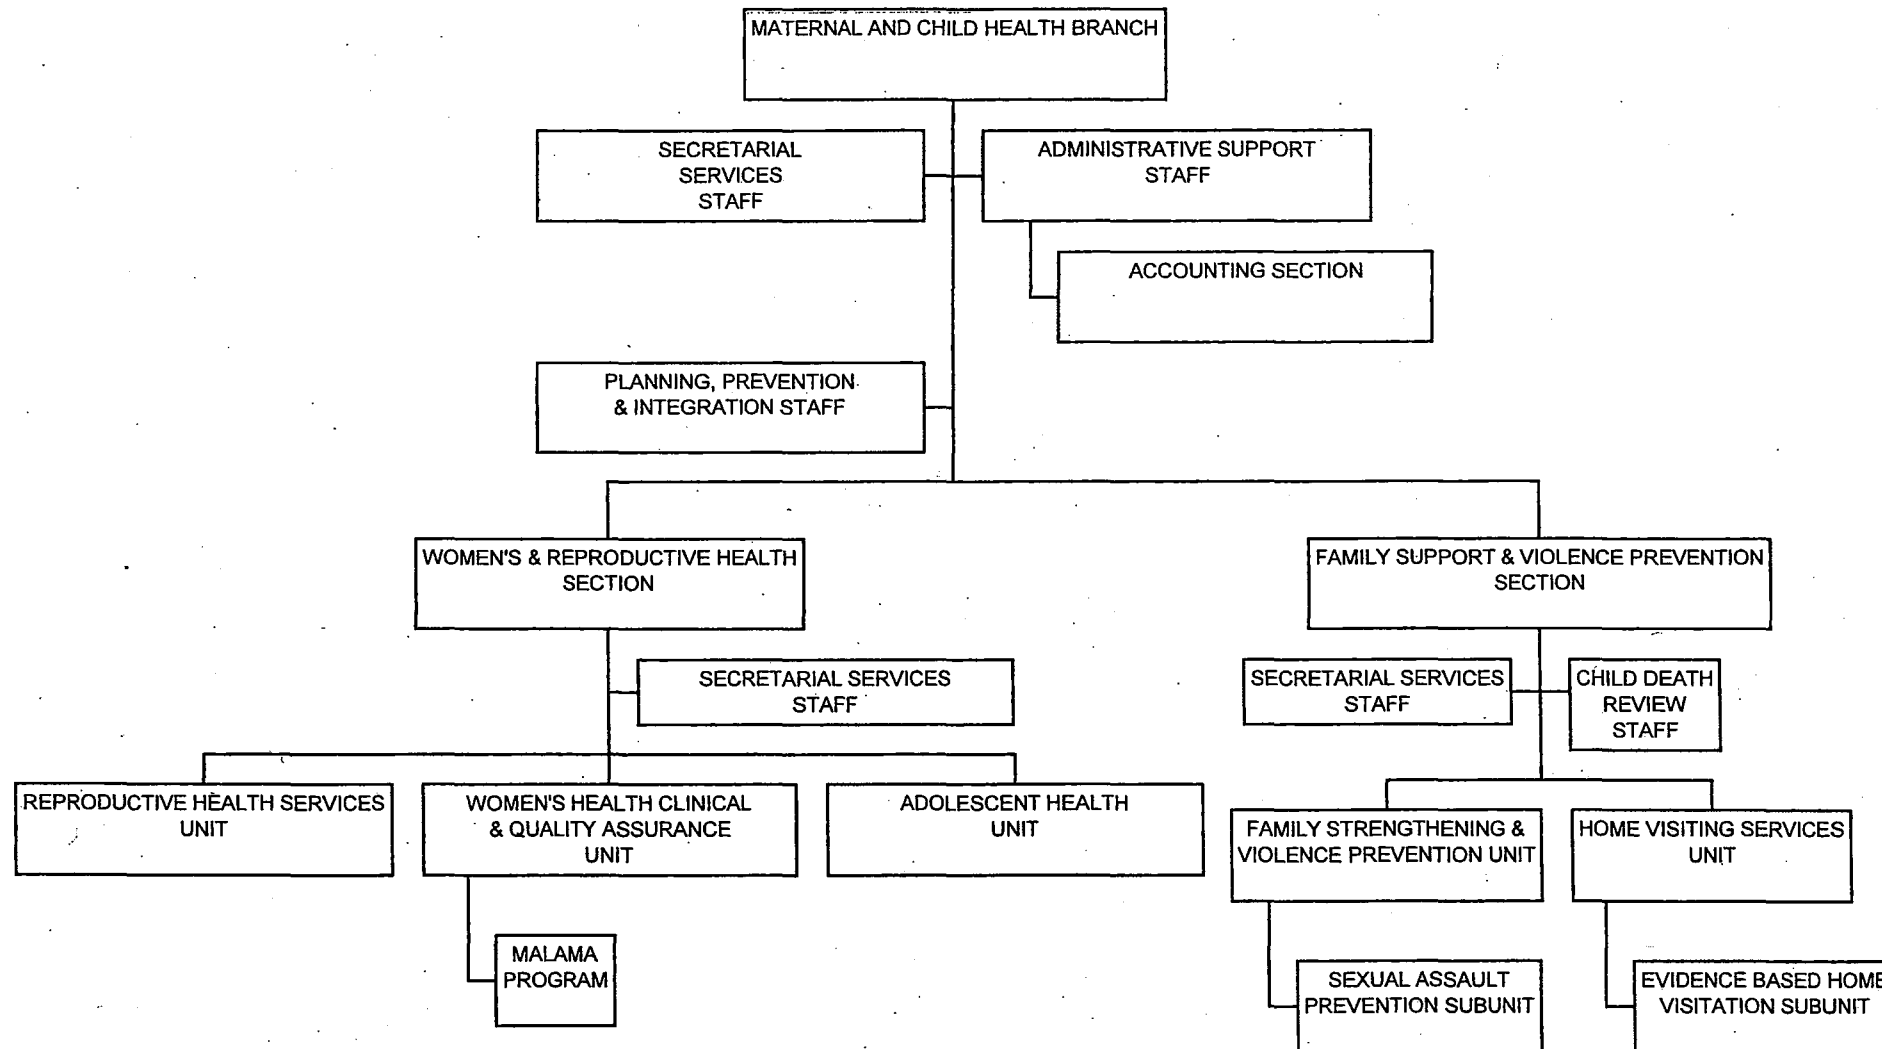 MATERNAL AND CHILD HEALTH BRANCH
SECRETARIAL
SERVICES
STAFF
ADMINISTRATIVE SUPPORT
STAFF
ACCOUNTING SECTION
PLANNING, PREVENTION
& INTEGRATION STAFF
WOMEN'S & REPRODUCTIVE HEALTH
SECTION
FAMILY SUPPORT & VIOLENCE PREVENTION
SECTION
SECRETARIAL SERVICES
STAFF
SECRETARIAL SERVICES
STAFF
CHILD DEATH
REVIEW
STAFF
REPRODUCTIVE HEALTH SERVICES
UNIT
WOMEN'S HEALTH CLINICAL
& QUALITY ASSURANCE
UNIT
ADOLESCENT HEALTH
UNIT
FAMILY STRENGTHENING &
VIOLENCE PREVENTION UNIT
HOME VISITING SERVICES
UNIT
MALAMA
PROGRAM
SEXUAL ASSAULT
PREVENTION SUBUNIT
EVIDENCE BASED HOME
VISITATION SUBUNIT